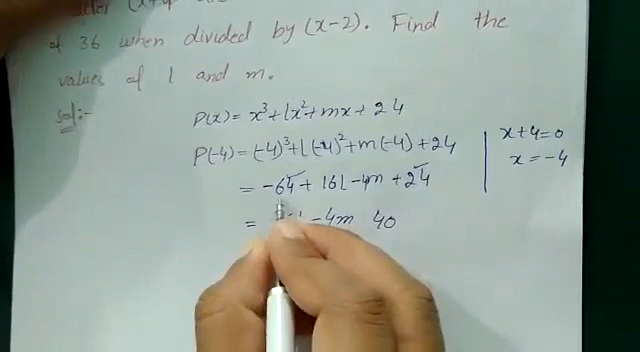 of 36 when divided by (x-2). Find the
values of l and m.
Sol:-
P(x) = x³+lx²+mx+24
P(-4) = (-4)³+l(-4)²+m(-4)+24
= -64+16l-4m+24
= -4m 40
x+4=0
x=-4